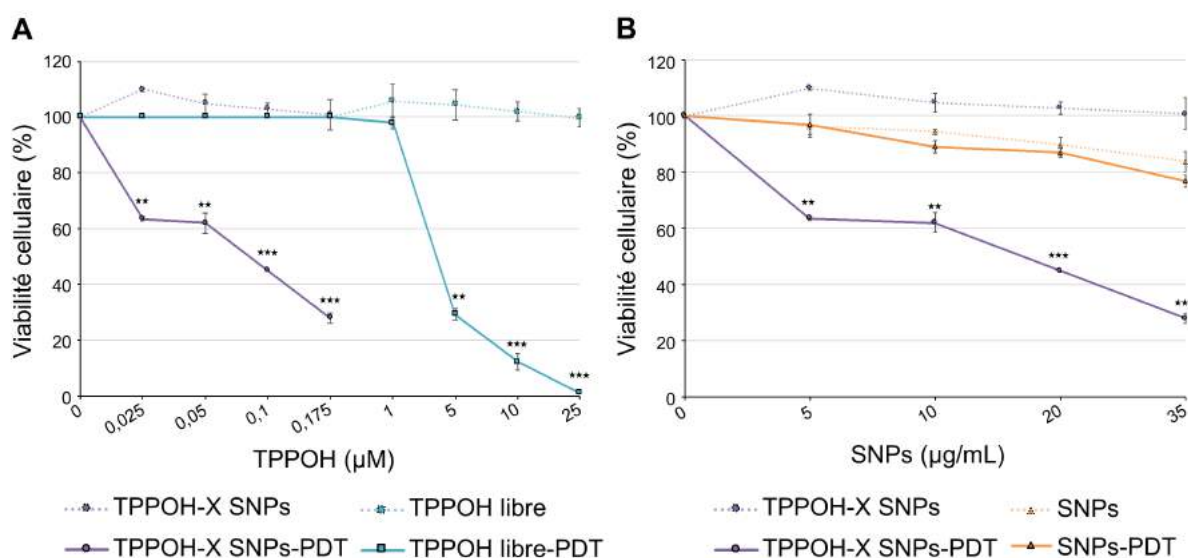 A
Viabilité cellulaire (%)
120
100
80
60
40
20
0
** ** *** *** ** *** ***
0 0,025 0,05 0,1 0,175 1 5 10 25
TPPOH (µM)
TPPOH-X SNPs TPPOH libre
TPPOH-X SNPs-PDT TPPOH libre-PDT
B
Viabilité cellulaire (%)
120
100
80
60
40
20
0
** ** *** **
0 5 10 20 35
SNPs (µg/mL)
TPPOH-X SNPs SNPs
TPPOH-X SNPs-PDT SNPs-PDT